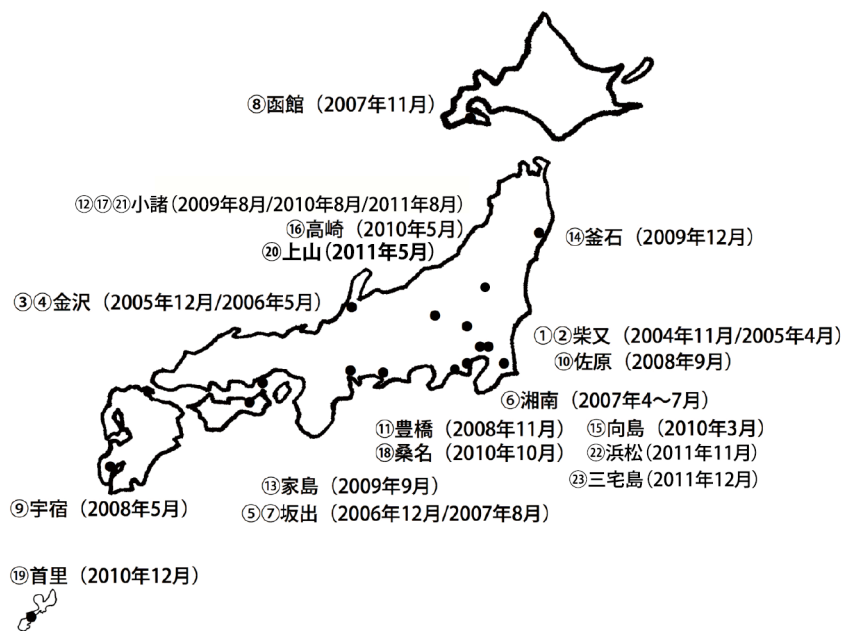 ⑧函館（2007年11月）
⑫⑰㉑小諸（2009年8月/2010年8月/2011年8月）
⑯高崎（2010年5月）
⑳上山（2011年5月）
⑭釜石（2009年12月）
③④金沢（2005年12月/2006年5月）
①②柴又（2004年11月/2005年4月）
⑩佐原（2008年9月）
⑥湘南（2007年4〜7月）
⑪豊橋（2008年11月） ⑮向島（2010年3月）
⑱桑名（2010年10月） ㉒浜松（2011年11月）
㉓三宅島（2011年12月）
⑬家島（2009年9月）
⑨宇宿（2008年5月）
⑤⑦坂出（2006年12月/2007年8月）
⑲首里（2010年12月）